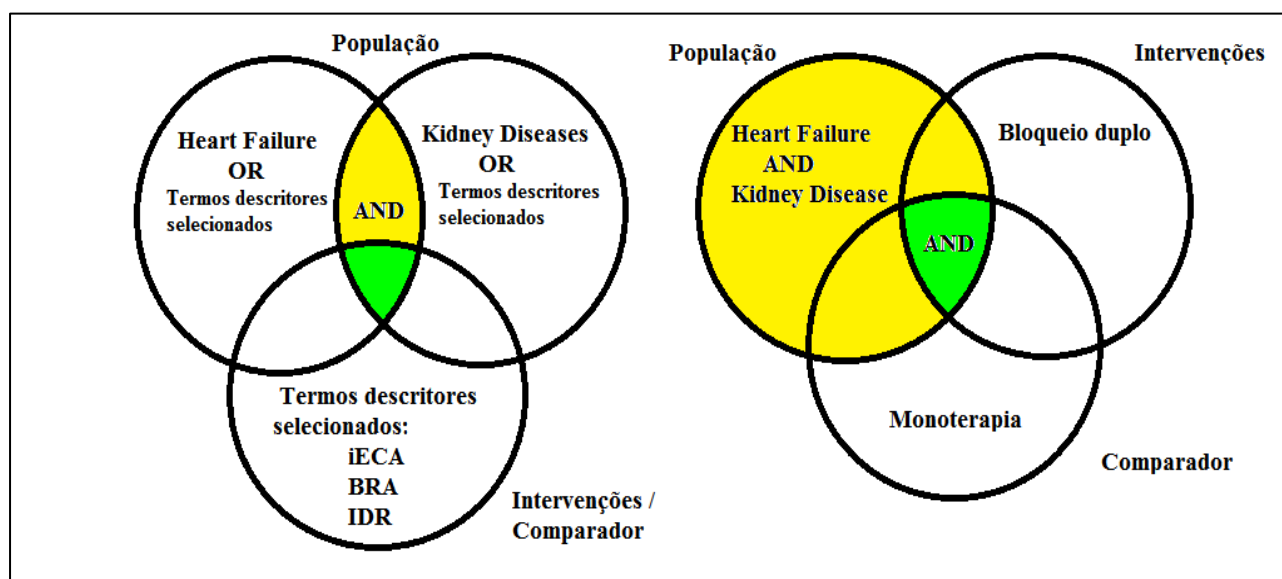 População
Heart Failure
OR
Termos descritores
selecionados
Kidney Diseases
OR
Termos descritores
selecionados
AND
Termos descritores
selecionados:
iECA
BRA
IDR
Intervenções /
Comparador
População
Intervenções
Heart Failure
AND
Kidney Disease
Bloqueio duplo
AND
Monoterapia
Comparador